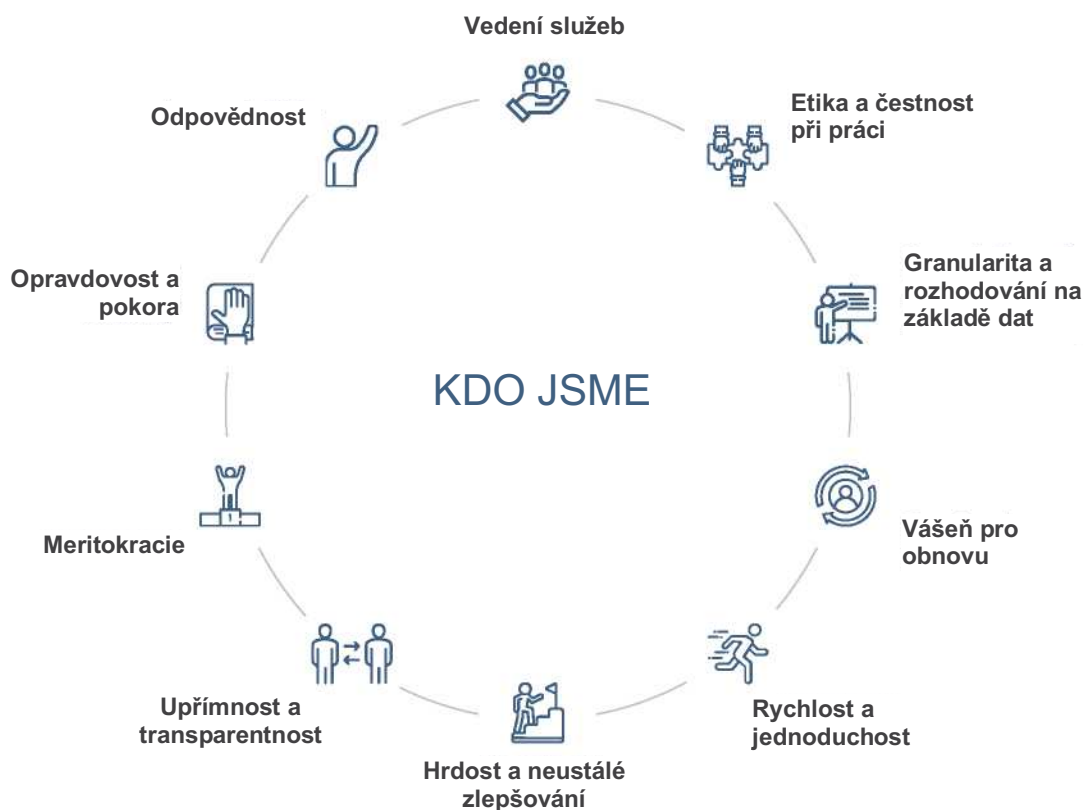 Vedení služeb
Etika a čestnost
při práci
Granularita a
rozhodování na
základě dat
Vášeň pro
obnovu
Rychlost a
jednoduchost
Hrdost a neustálé
zlepšování
Upřímnost a
transparentnost
Meritokracie
Opravdovost a
pokora
Odpovědnost
KDO JSME